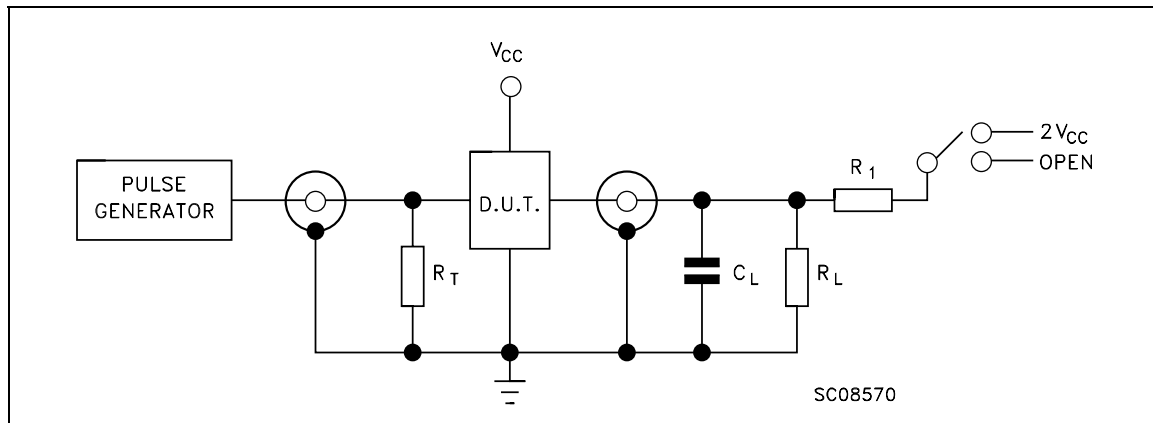 VCC
2VCC
OPEN
R1
PULSE
GENERATOR
D.U.T.
RT
CL
RL
SC08570